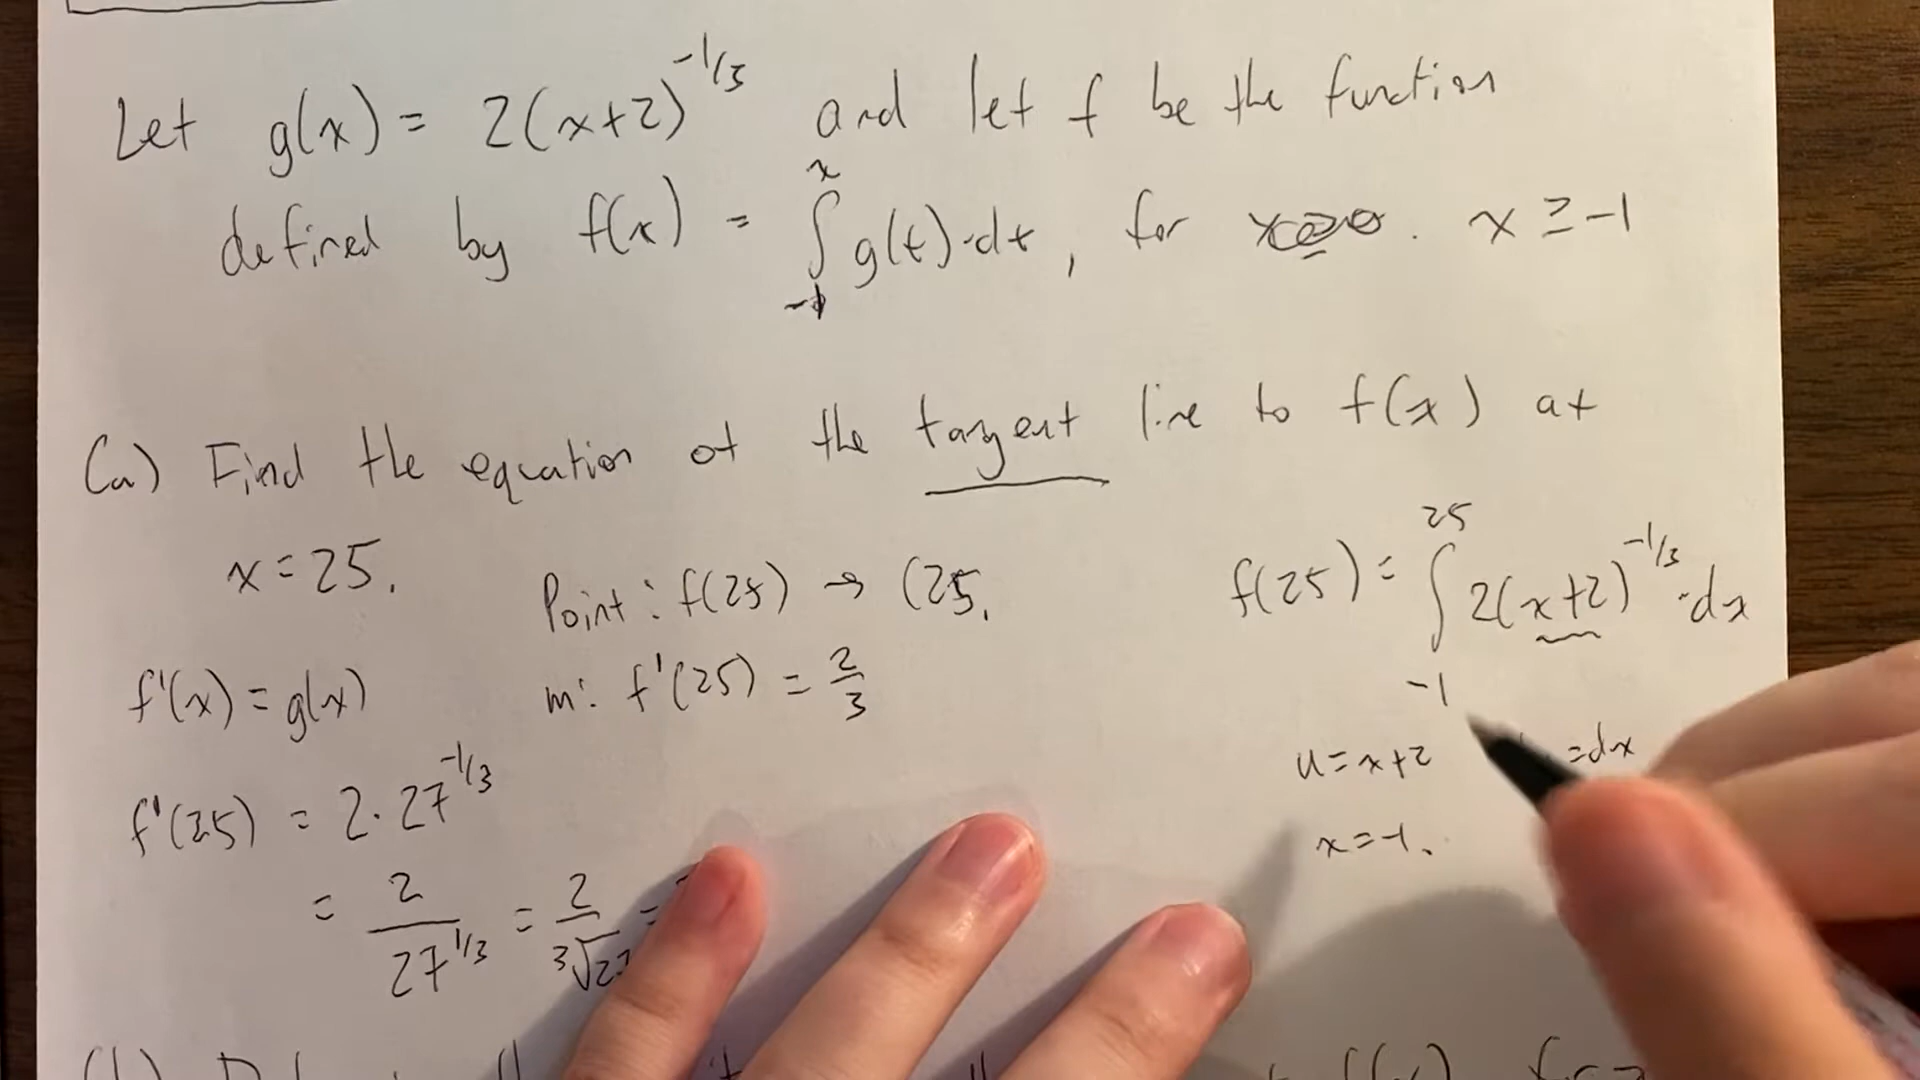 Let g(x) = 2(x+2)^{-1/3} and let f be the function
defined by f(x) = ∫_{-1}^{x} g(t)·dt, for x ≥ -1
(a) Find the equation of the tangent line to f(x) at
x = 25.
Point: f(25) → (25,
m: f'(25) = 2/3
f'(x) = g(x)
f'(25) = 2·27^{-1/3}
= 2/27^{1/3} = 2/∛27 =
f(25) = ∫_{-1}^{25} 2(x+2)^{-1/3}·dx
u = x+2 = dx
x = -1.
f(x)